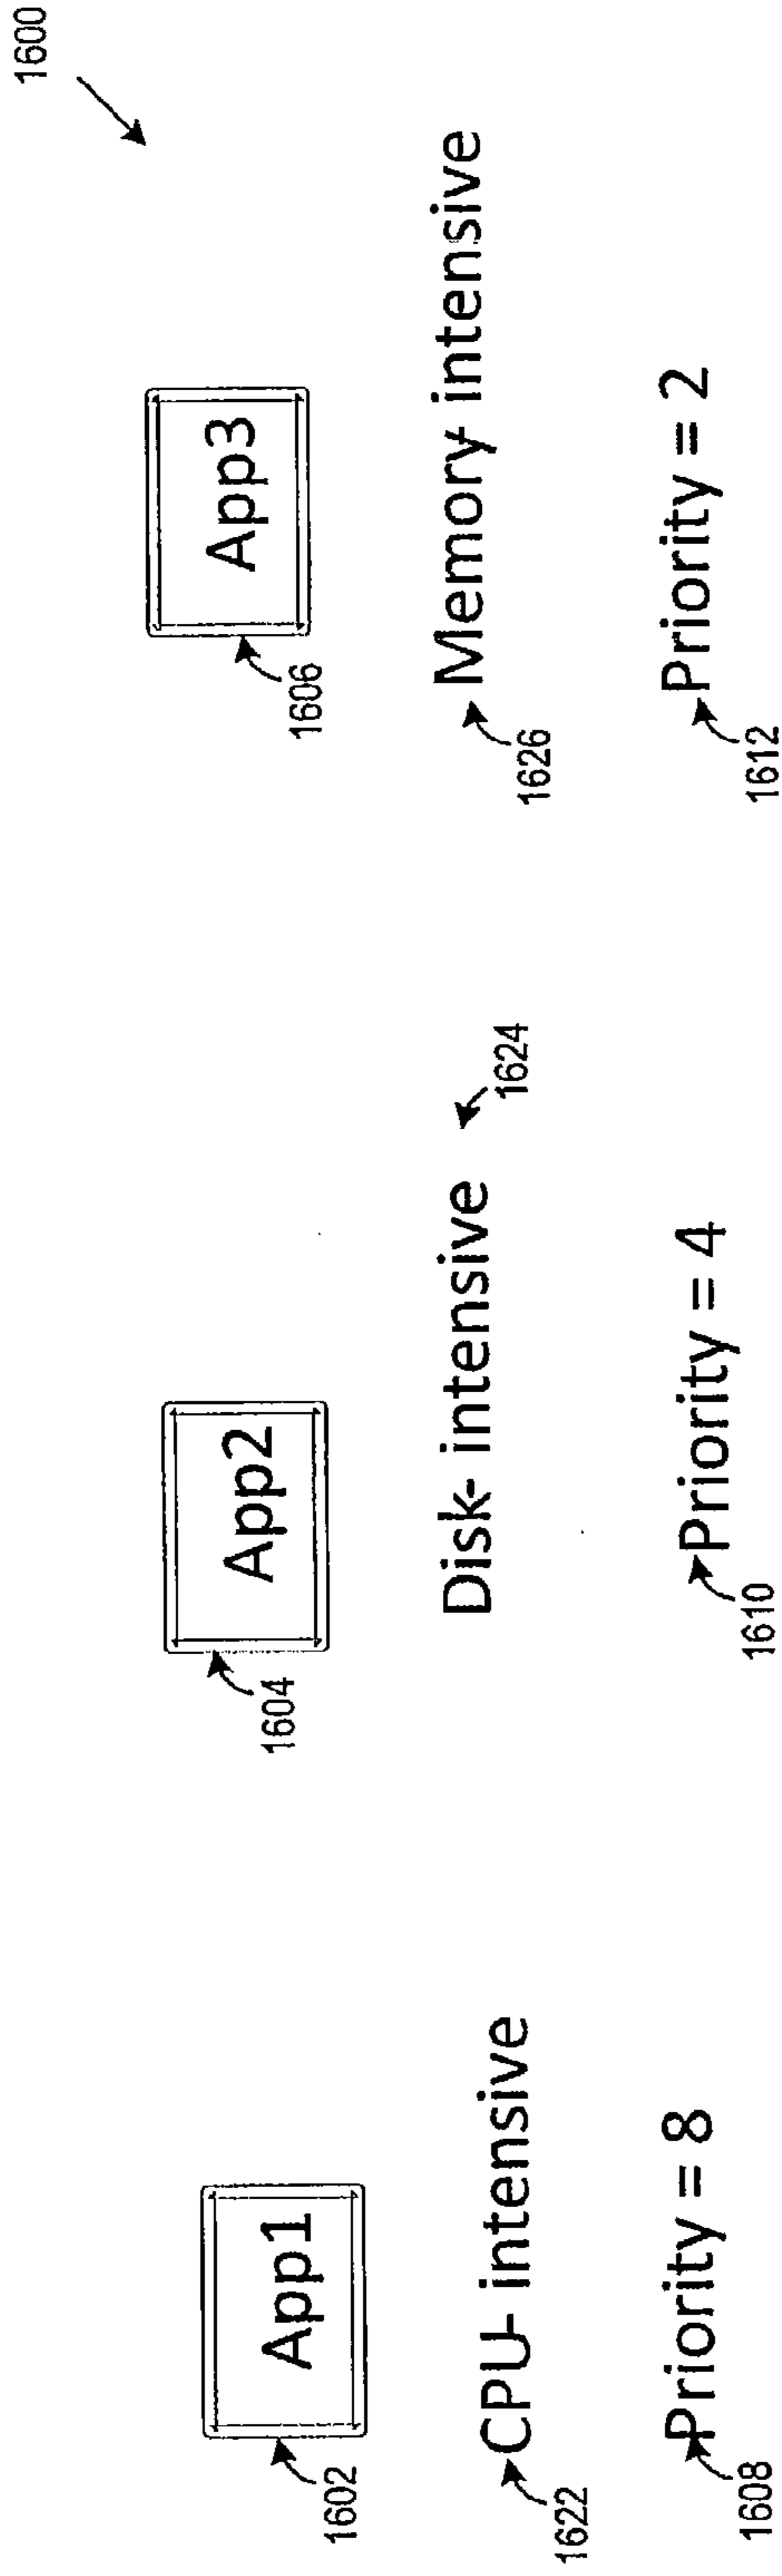 1600
App1
1602
CPU- intensive
1622
Priority = 8
1608
App2
1604
Disk- intensive
1624
Priority = 4
1610
App3
1606
Memory intensive
1626
Priority = 2
1612